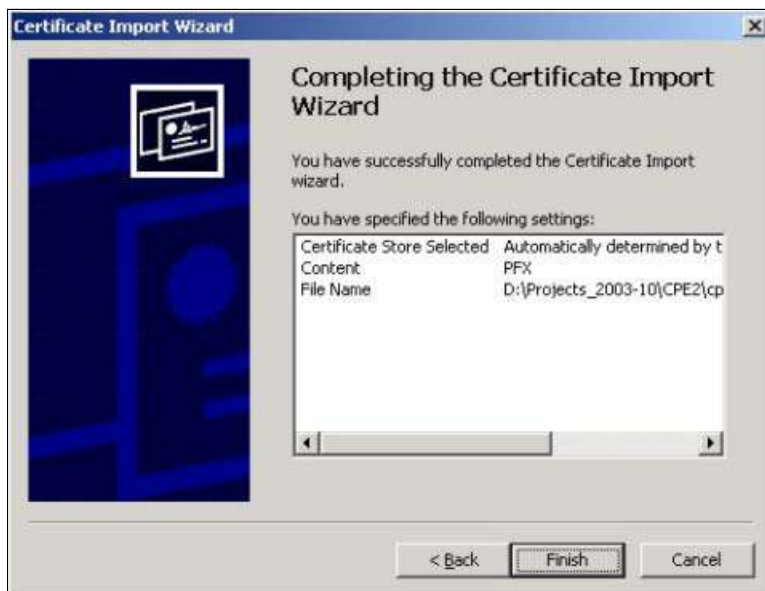 Certificate Import Wizard
Completing the Certificate Import
Wizard
You have successfully completed the Certificate Import
wizard.
You have specified the following settings:
Certificate Store Selected Automatically determined by t
Content PFX
File Name D:\Projects_2003-10\CPE2\cp
< Back Finish Cancel